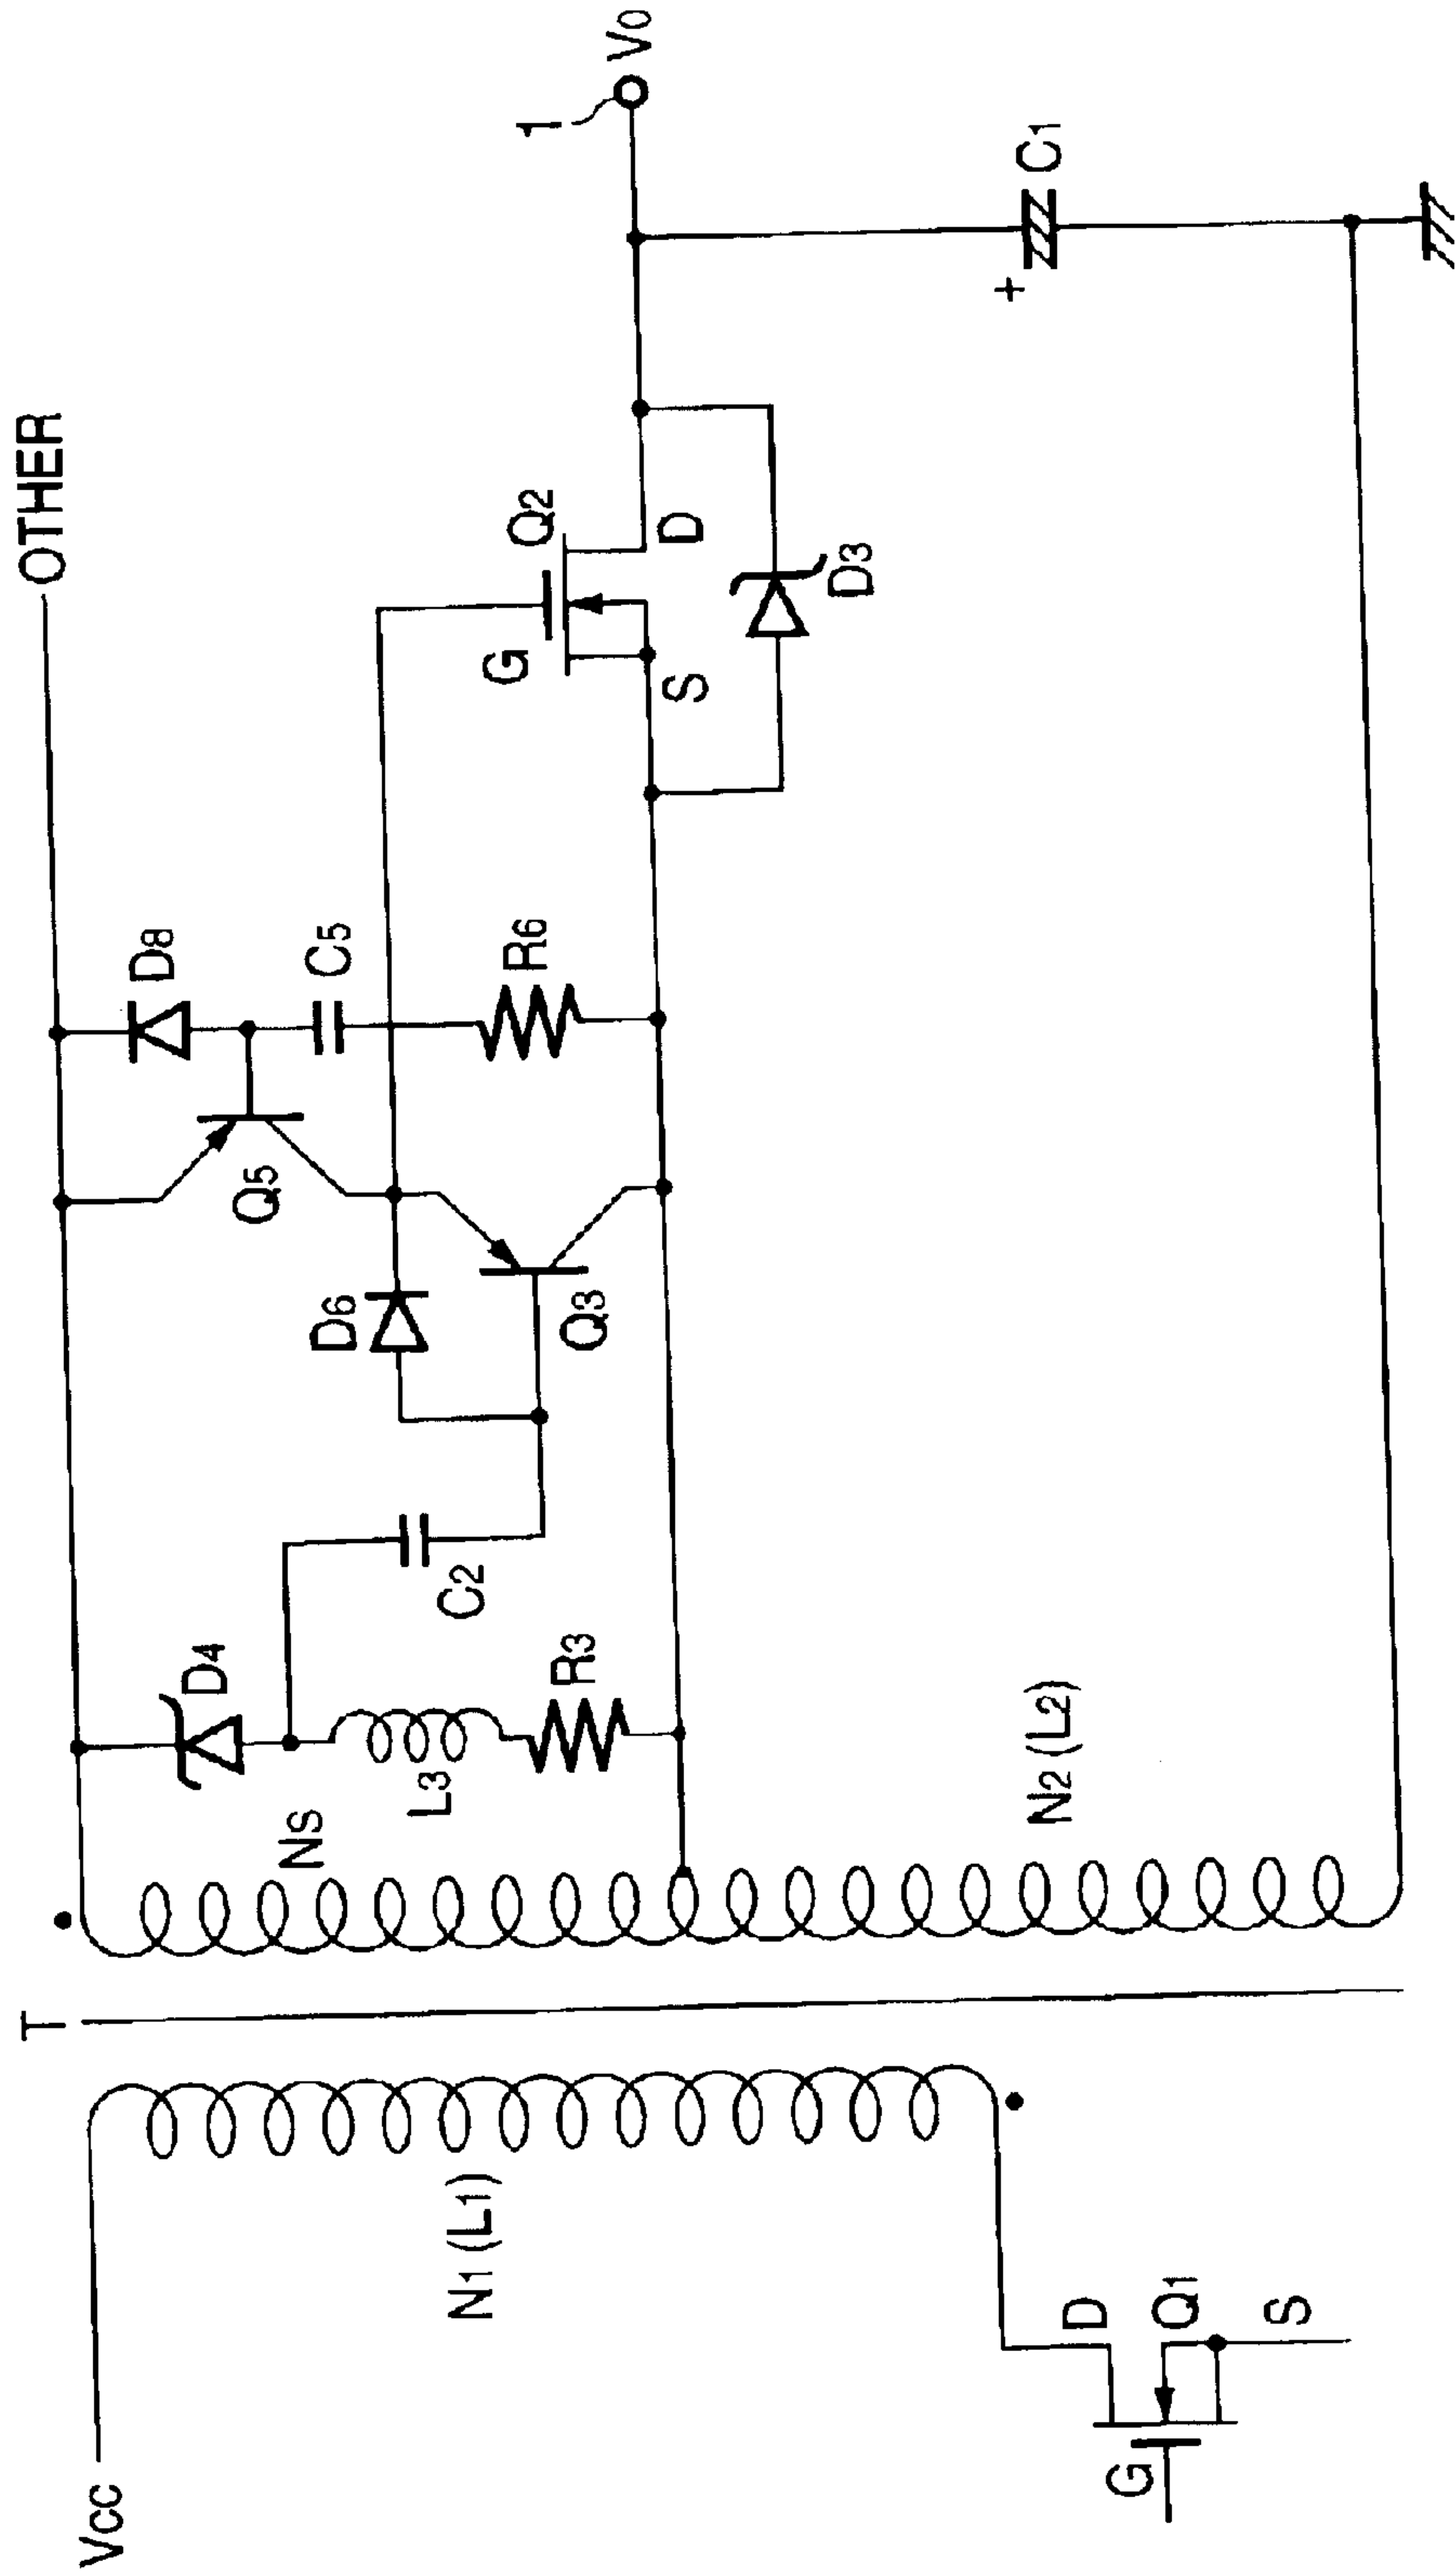 OTHER
T
NS
D4
L3
R3
C2
D6
Q3
Q5
D8
C5
R6
G
Q2
S
D
D3
1
VO
+
C1
N2 (L2)
VCC
N1 (L1)
D
G
Q1
S